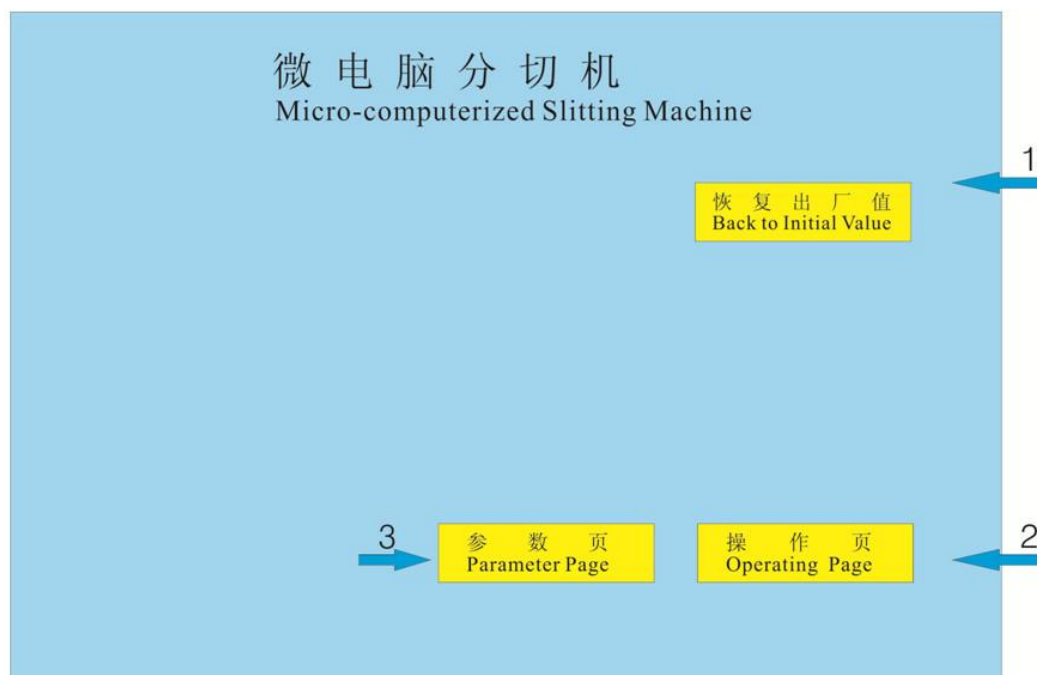 微电脑分切机
Micro-computerized Slitting Machine
1
恢复出厂值
Back to Initial Value
3
参数页
Parameter Page
操作页
Operating Page
2